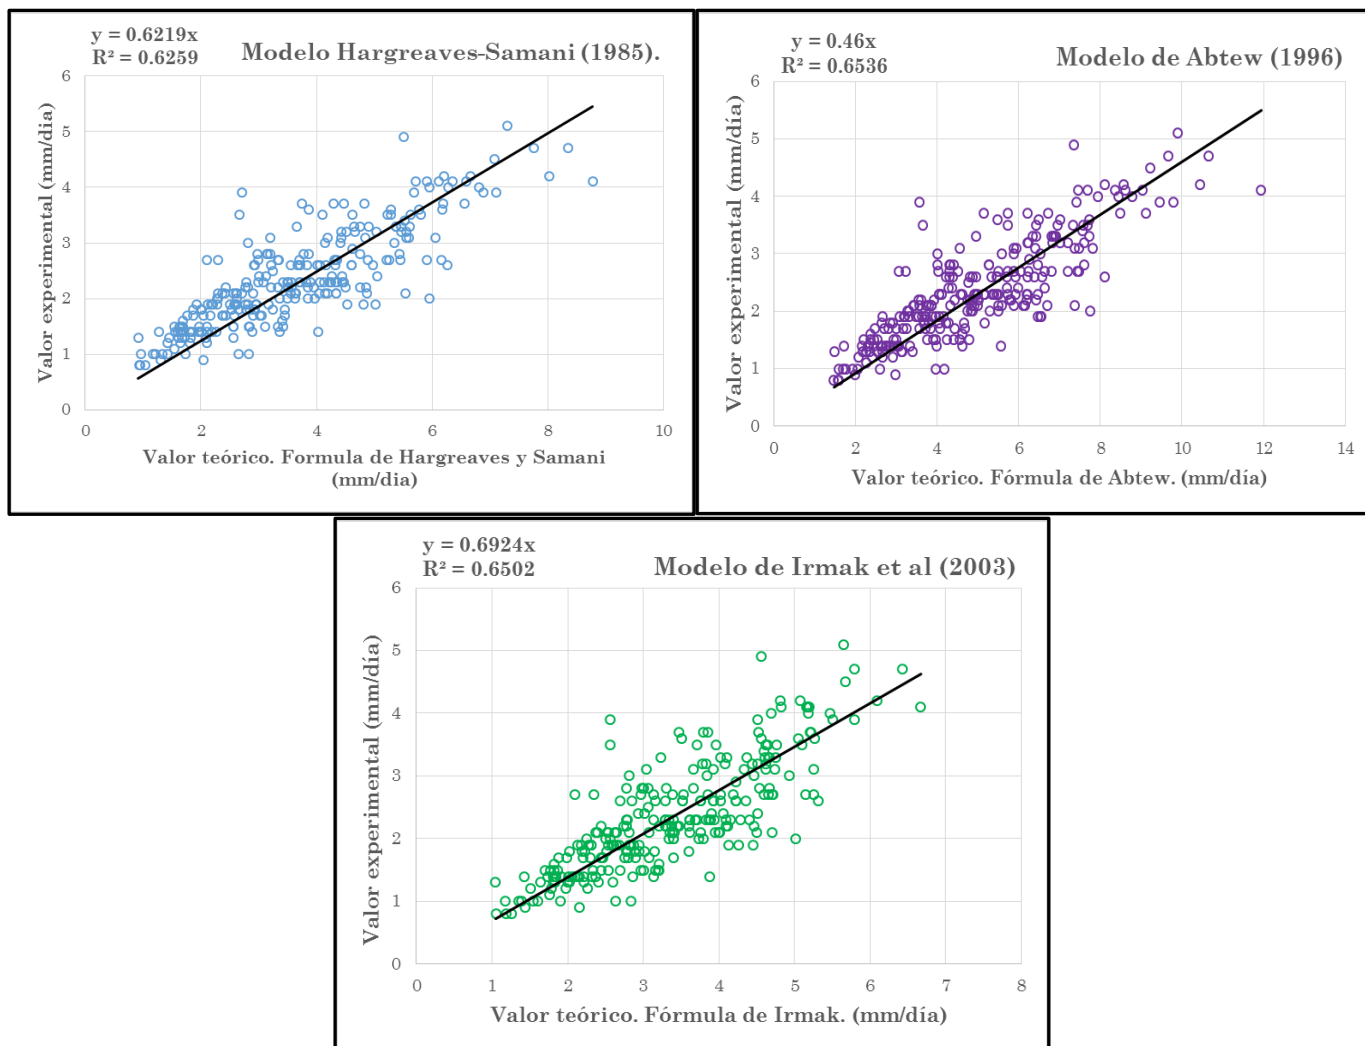 y = 0.6219x
R² = 0.6259
Modelo Hargreaves-Samani (1985).
Valor experimental (mm/dia)
6
5
4
3
2
1
0
0 2 4 6 8 10
Valor teórico. Formula de Hargreaves y Samani
(mm/dia)
y = 0.46x
R² = 0.6536
Modelo de Abtew (1996)
Valor experimental (mm/día)
6
5
4
3
2
1
0
0 2 4 6 8 10 12 14
Valor teórico. Fórmula de Abtew. (mm/día)
y = 0.6924x
R² = 0.6502
Modelo de Irmak et al (2003)
Valor experimental (mm/día)
6
5
4
3
2
1
0
0 1 2 3 4 5 6 7 8
Valor teórico. Fórmula de Irmak. (mm/día)